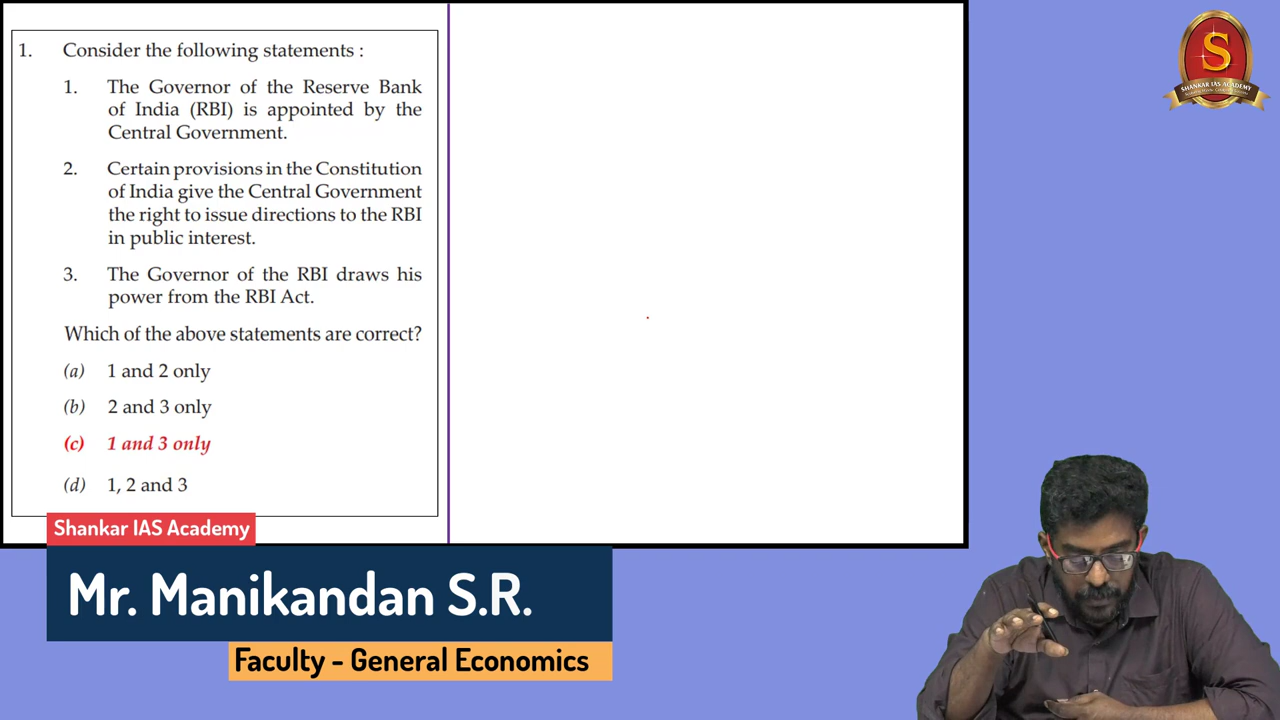 1. Consider the following statements :
1. The Governor of the Reserve Bank
of India (RBI) is appointed by the
Central Government.
2. Certain provisions in the Constitution
of India give the Central Government
the right to issue directions to the RBI
in public interest.
3. The Governor of the RBI draws his
power from the RBI Act.
Which of the above statements are correct?
(a) 1 and 2 only
(b) 2 and 3 only
(c) 1 and 3 only
(d) 1, 2 and 3
Shankar IAS Academy
Mr. Manikandan S.R.
Faculty - General Economics
S
SHANKAR IAS ACADEMY